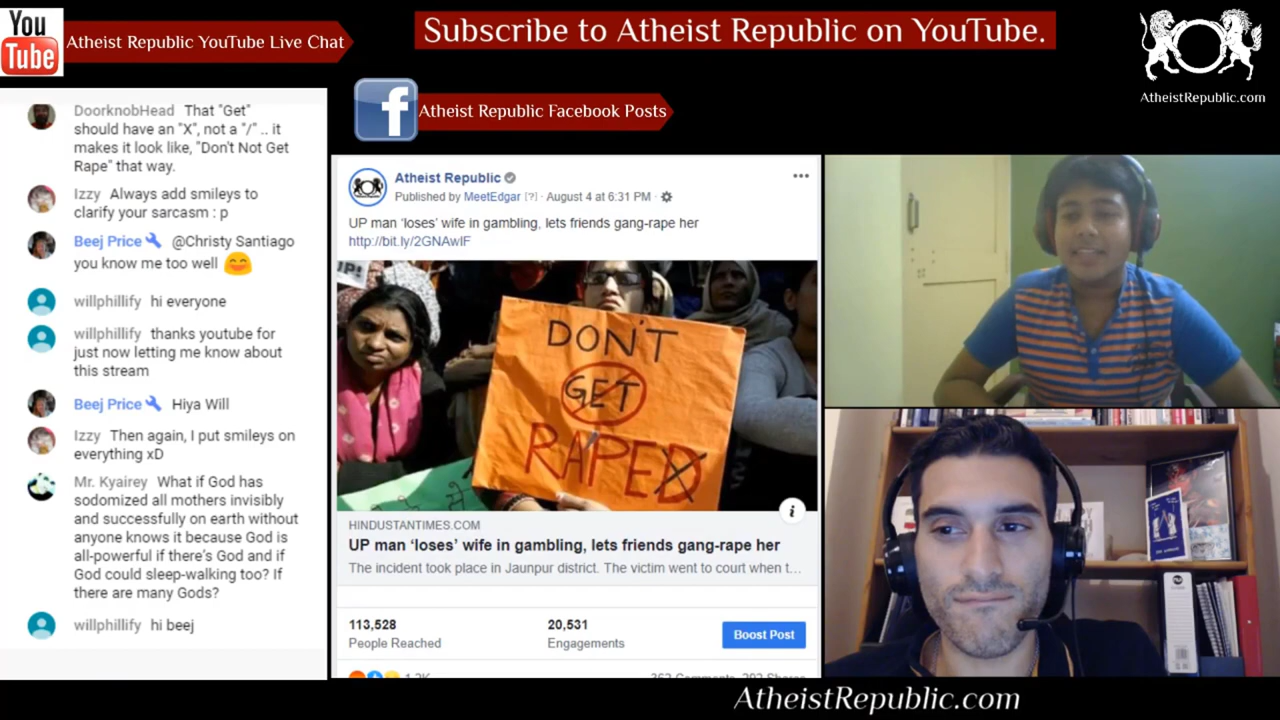 You
Tube
Atheist Republic YouTube Live Chat
Subscribe to Atheist Republic on YouTube.
AtheistRepublic.com
Atheist Republic Facebook Posts
DoorknobHead That "Get"
should have an "X", not a "/" .. it
makes it look like, "Don't Not Get
Rape" that way.
Izzy Always add smileys to
clarify your sarcasm : p
Beej Price @Christy Santiago
you know me too well
willphillify hi everyone
willphillify thanks youtube for
just now letting me know about
this stream
Beej Price Hiya Will
Izzy Then again, I put smileys on
everything xD
Mr. Kyairey What if God has
sodomized all mothers invisibly
and successfully on earth without
anyone knows it because God is
all-powerful if there's God and if
God could sleep-walking too? If
there are many Gods?
willphillify hi beej
Atheist Republic
Published by MeetEdgar [?] · August 4 at 6:31 PM ·
UP man ‘loses’ wife in gambling, lets friends gang-rape her
http://bit.ly/2GNAwIF
DON'T
GET
RAPED
HINDUSTANTIMES.COM
UP man ‘loses’ wife in gambling, lets friends gang-rape her
The incident took place in Jaunpur district. The victim went to court when t...
113,528
People Reached
20,531
Engagements
Boost Post
AtheistRepublic.com